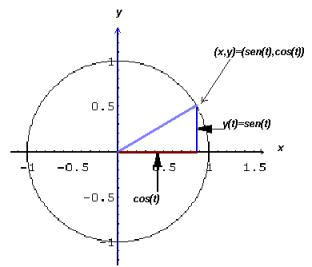 y
(x,y)=(sen(t),cos(t))
1
0.5
y(t)=sen(t)
x
-1 -0.5 0.5 1 1.5
cos(t)
-0.5
-1